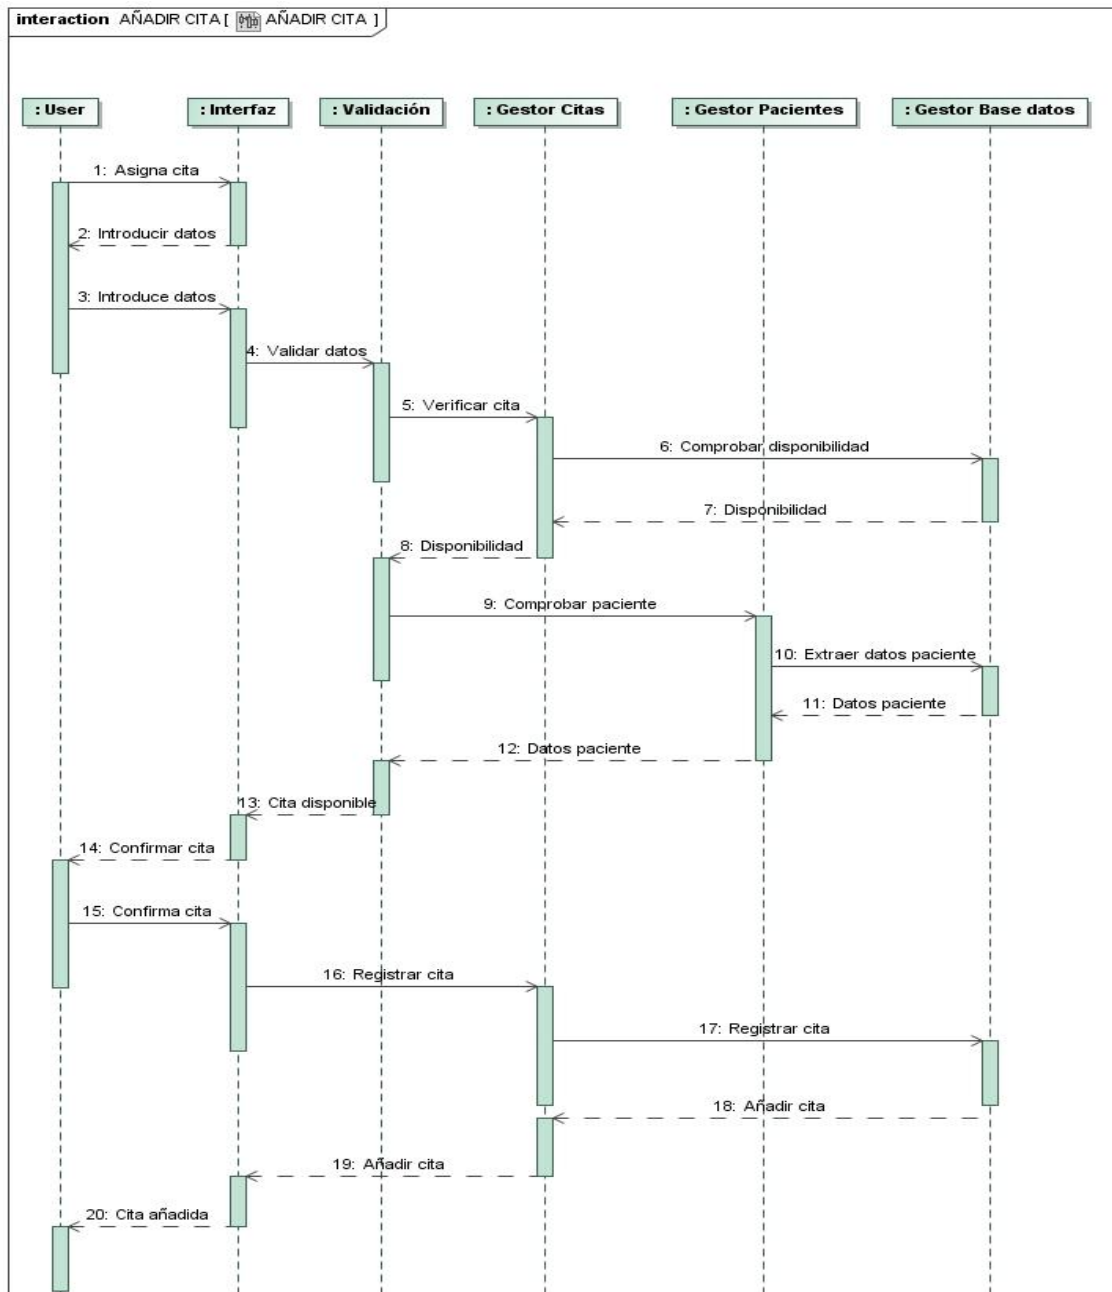 interaction AÑADIR CITA [ AÑADIR CITA ]
: User : Interfaz : Validación : Gestor Citas : Gestor Pacientes : Gestor Base datos
1: Asigna cita
2: Introducir datos
3: Introduce datos
4: Validar datos
5: Verificar cita
6: Comprobar disponibilidad
7: Disponibilidad
8: Disponibilidad
9: Comprobar paciente
10: Extraer datos paciente
11: Datos paciente
12: Datos paciente
13: Cita disponible
14: Confirmar cita
15: Confirma cita
16: Registrar cita
17: Registrar cita
18: Añadir cita
19: Añadir cita
20: Cita añadida